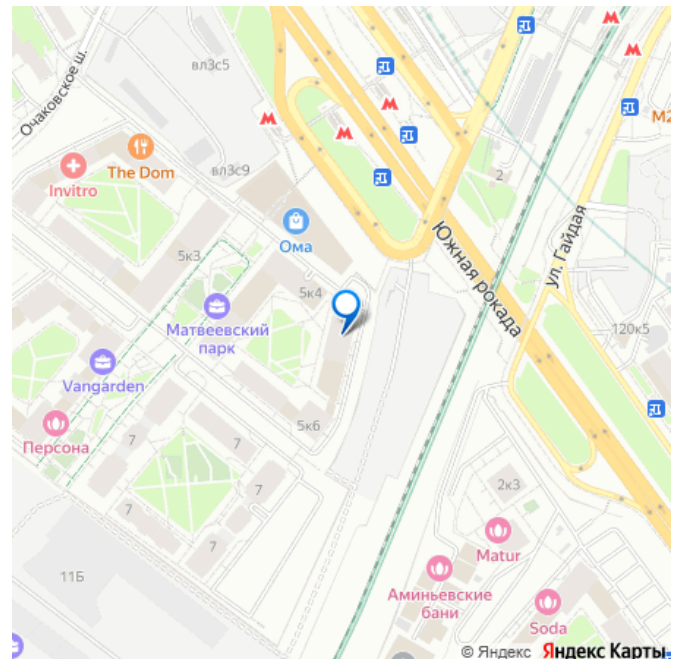 Очаковское ш.
вл3с5
вл3с9
The Dom
Invitro
Ома
5к3
5к4
2
М2
Южная рокада
ул. Гайдая
120к5
Матвеевский
парк
Vangarden
Персона
5к6
7
7
7
7
7
11Б
2к3
Matur
Аминьевские
бани
Soda
© Яндекс Яндекс Карты